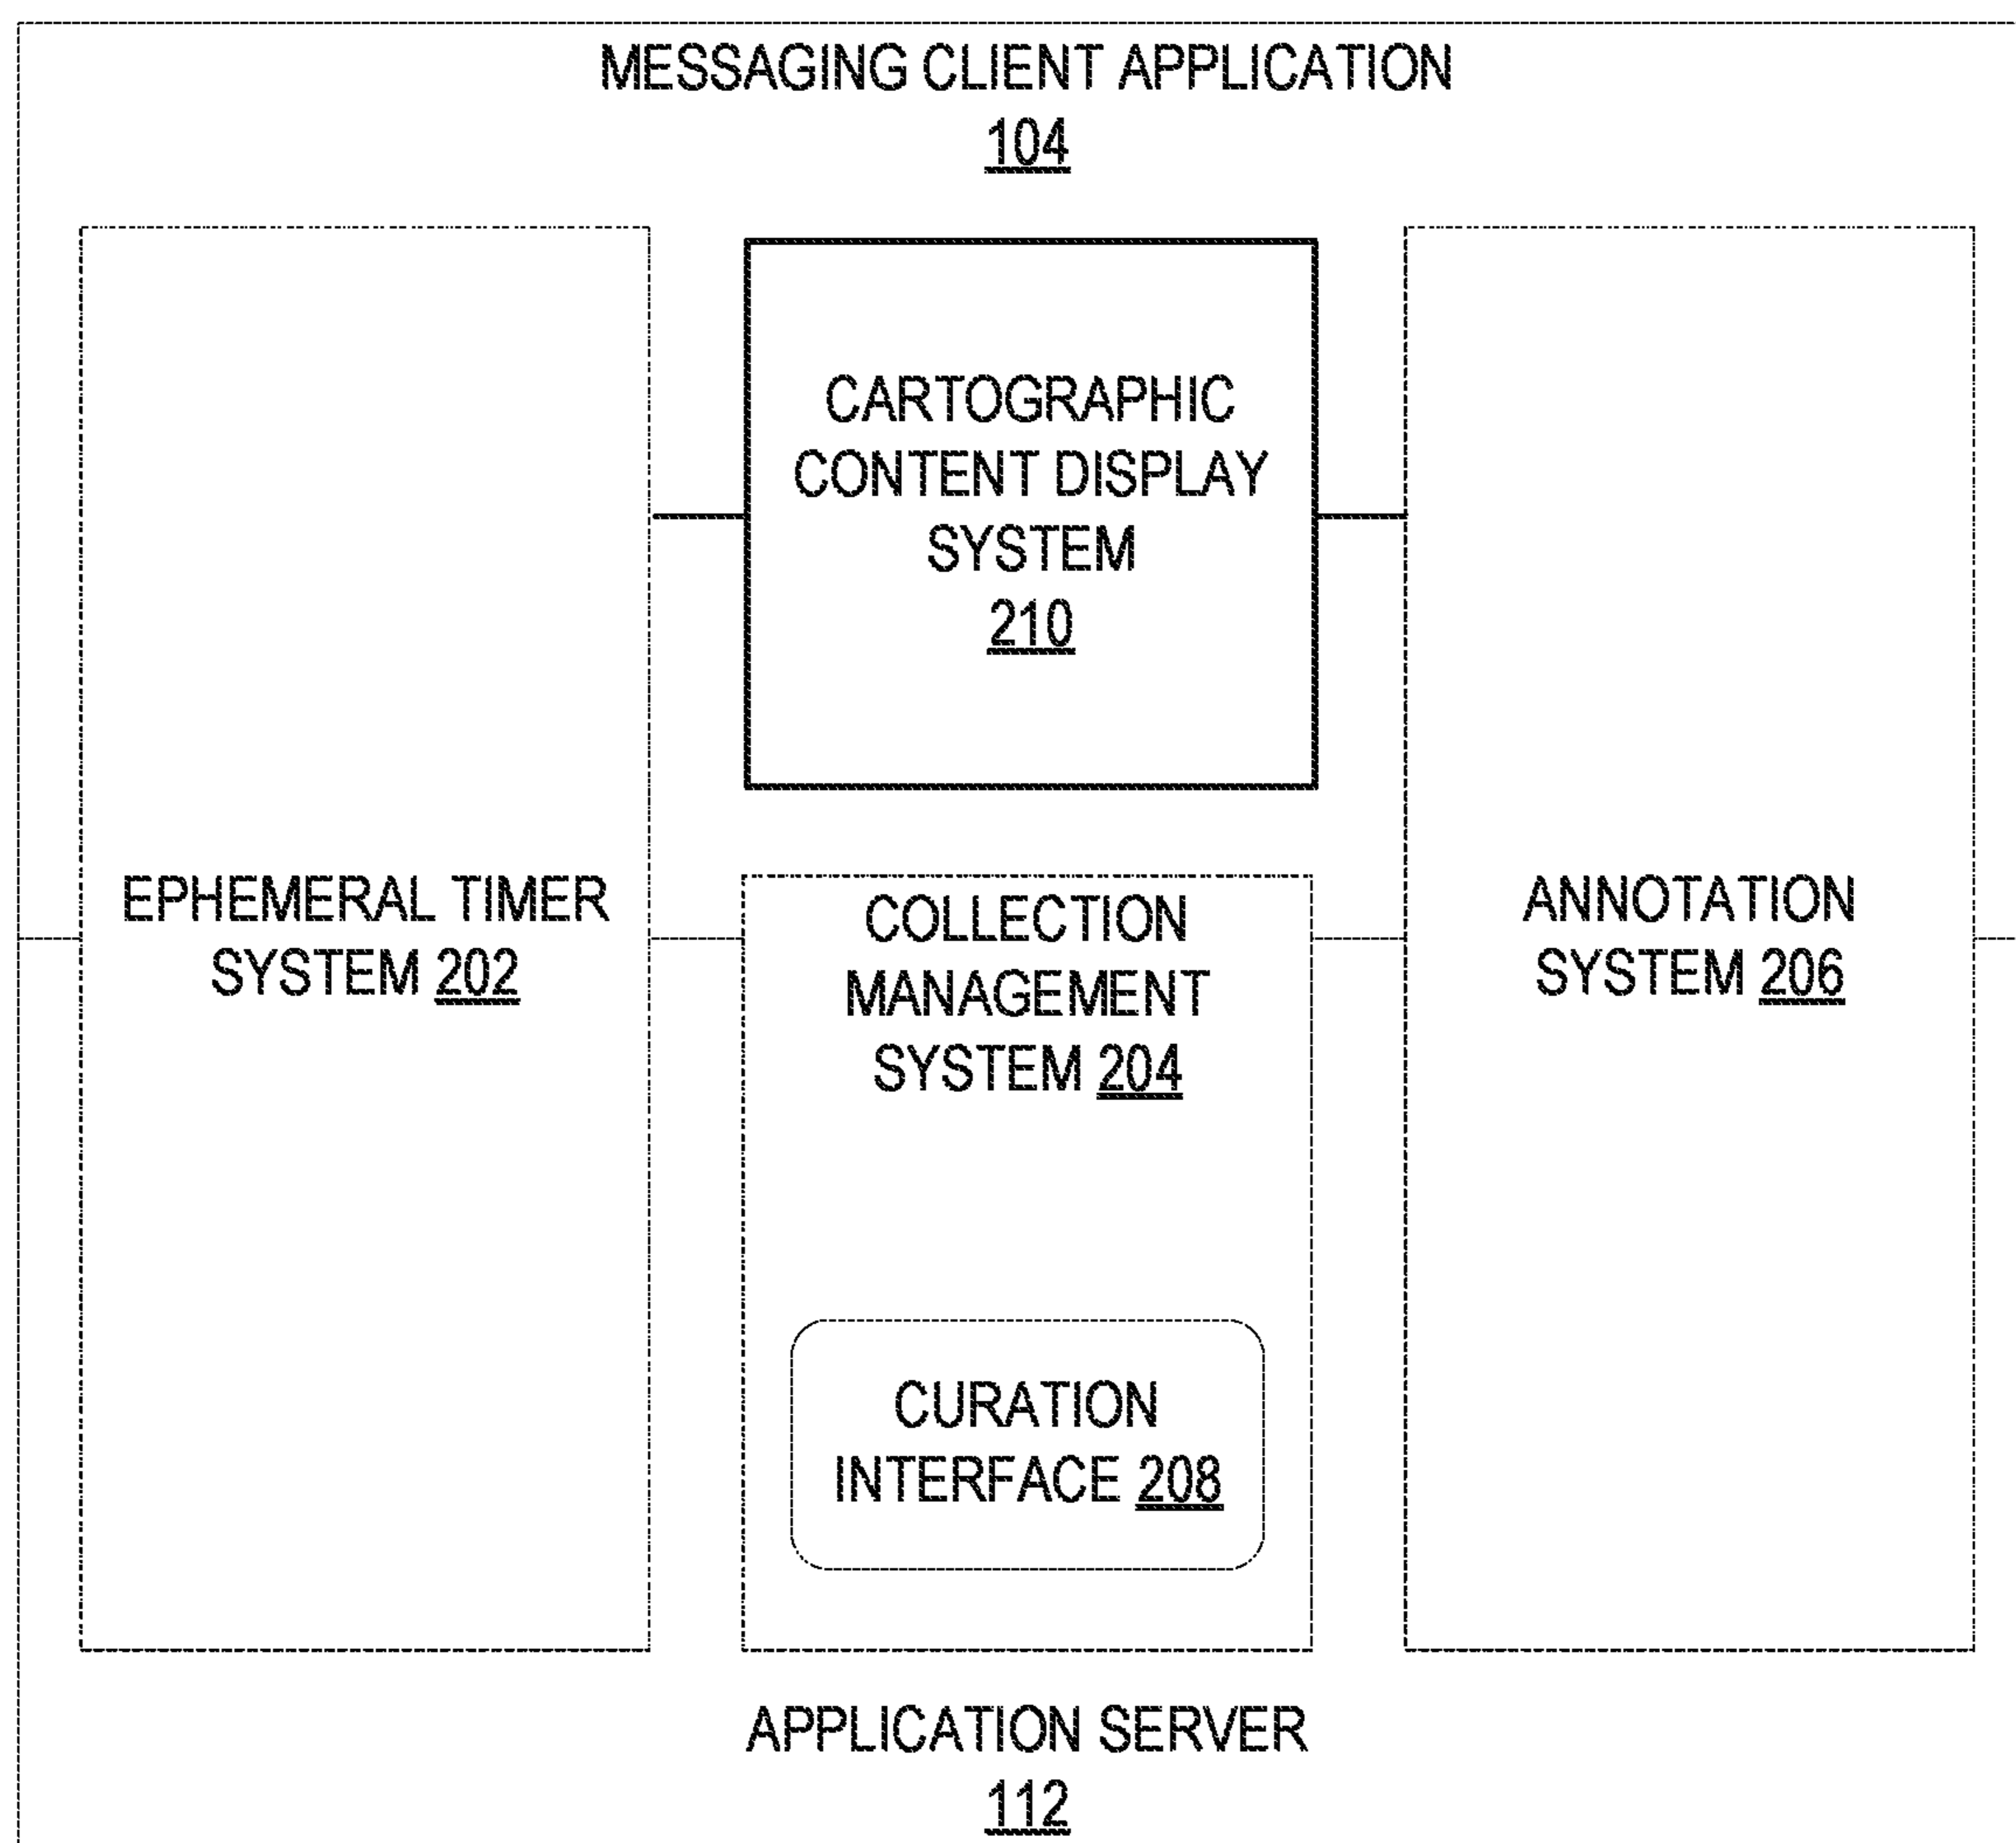 MESSAGING CLIENT APPLICATION
104
CARTOGRAPHIC
CONTENT DISPLAY
SYSTEM
210
EPHEMERAL TIMER
SYSTEM 202
COLLECTION
MANAGEMENT
SYSTEM 204
ANNOTATION
SYSTEM 206
CURATION
INTERFACE 208
APPLICATION SERVER
112